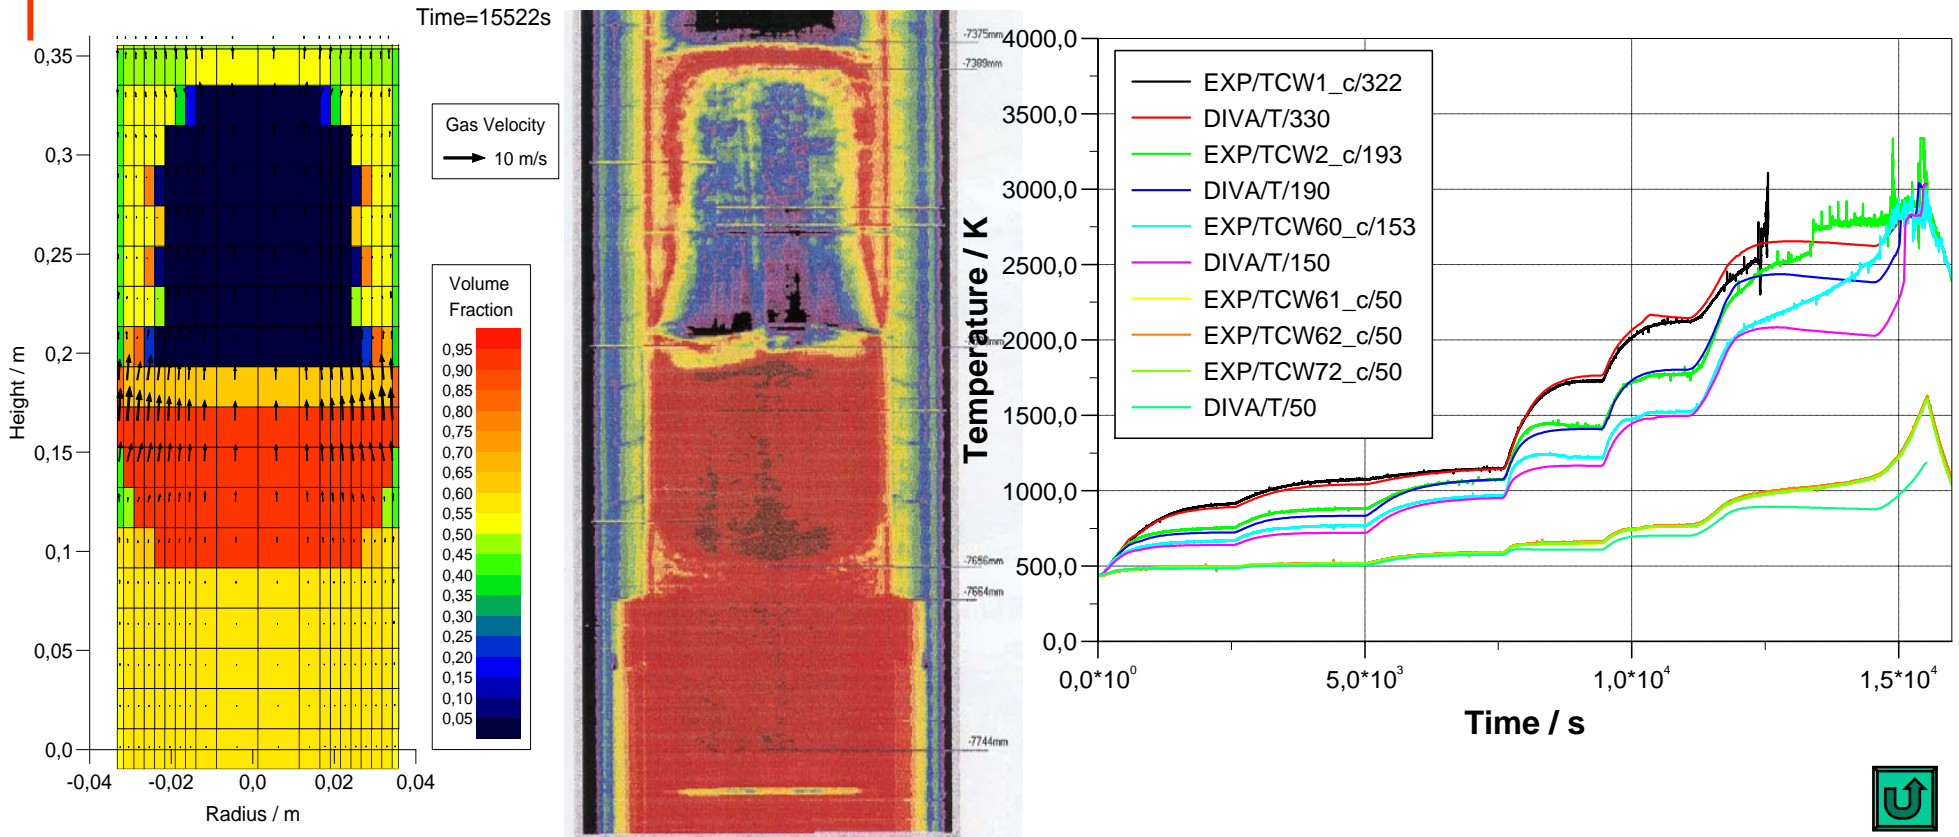 Time=15522s
0,35
0,3
0,25
0,2
0,15
0,1
0,05
0,0
Height / m
-0,04
-0,02
0,0
0,02
0,04
Radius / m
Gas Velocity
10 m/s
Volume
Fraction
0,95
0,90
0,85
0,80
0,75
0,70
0,65
0,60
0,55
0,50
0,45
0,40
0,35
0,30
0,25
0,20
0,15
0,10
0,05
-7375mm
-7389mm
-7656mm
-7664mm
-7744mm
Temperature / K
4000,0
3500,0
3000,0
2500,0
2000,0
1500,0
1000,0
500,0
0,0
EXP/TCW1_c/322
DIVA/T/330
EXP/TCW2_c/193
DIVA/T/190
EXP/TCW60_c/153
DIVA/T/150
EXP/TCW61_c/50
EXP/TCW62_c/50
EXP/TCW72_c/50
DIVA/T/50
0,0*10⁰
5,0*10³
1,0*10⁴
1,5*10⁴
Time / s